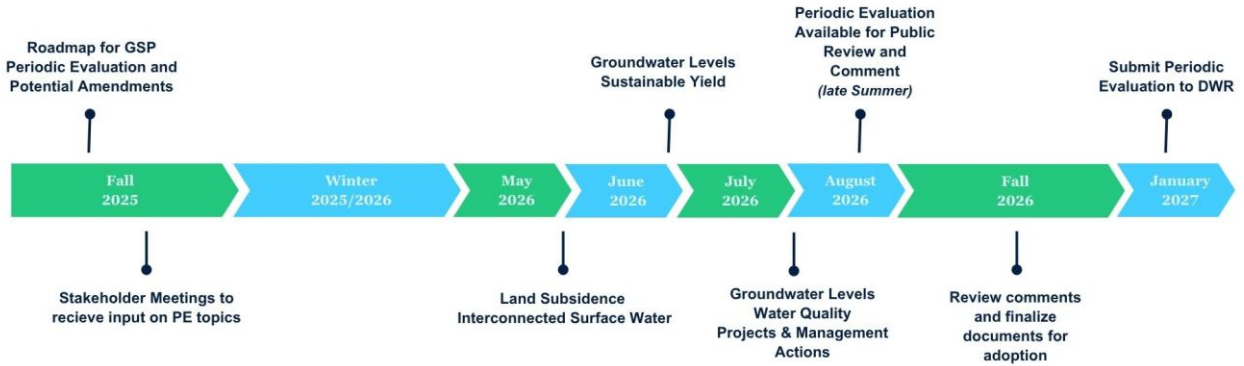 Roadmap for GSP
Periodic Evaluation and
Potential Amendments
Groundwater Levels
Sustainable Yield
Periodic Evaluation
Available for Public
Review and
Comment
(late Summer)
Submit Periodic
Evaluation to DWR
Fall
2025
Winter
2025/2026
May
2026
June
2026
July
2026
August
2026
Fall
2026
January
2027
Stakeholder Meetings to
recieve input on PE topics
Land Subsidence
Interconnected Surface Water
Groundwater Levels
Water Quality
Projects & Management
Actions
Review comments
and finalize
documents for
adoption